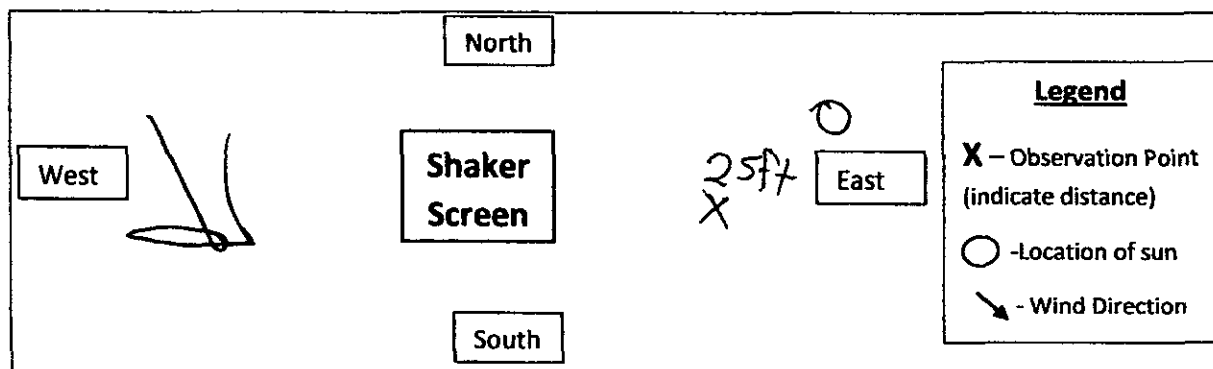 North
West
Shaker
Screen
25ft
X
East
South
Legend
X – Observation Point
(indicate distance)
-Location of sun
- Wind Direction